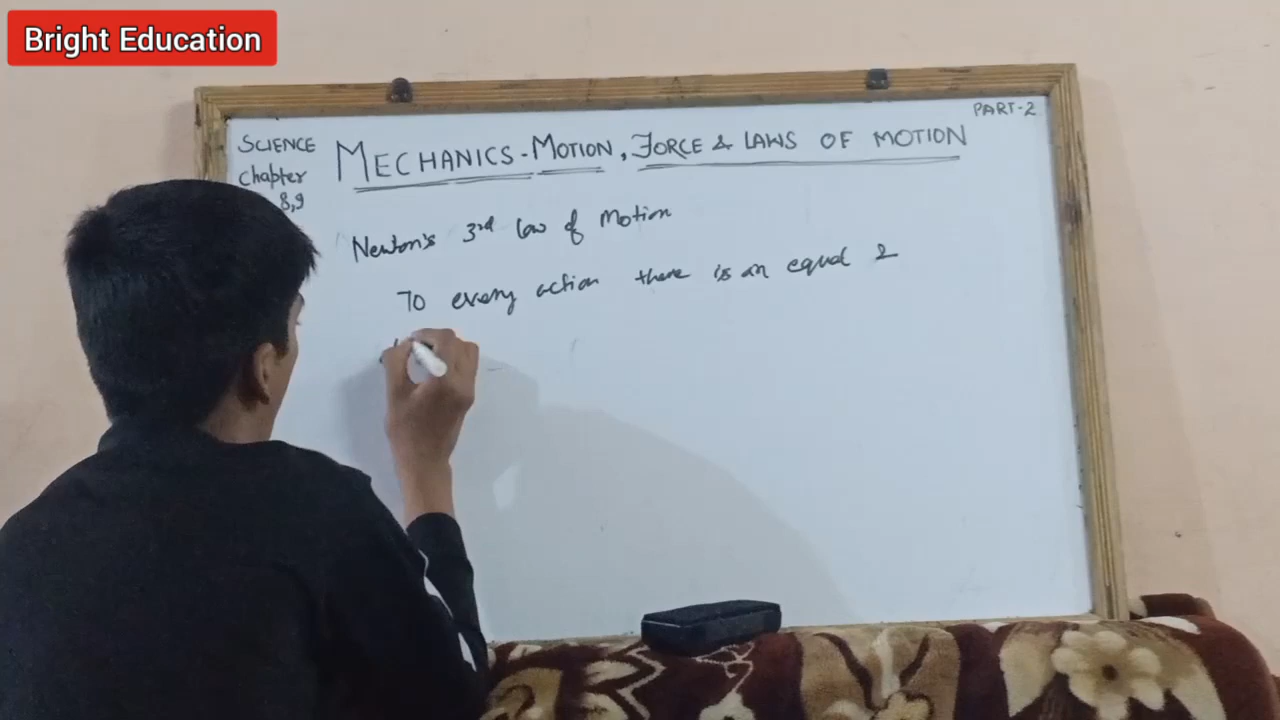 Bright Education
PART-2
SCIENCE
Chapter
8,9
MECHANICS - MOTION, FORCE & LAWS OF MOTION
Newton's 3rd law of Motion
To every action there is an equal &